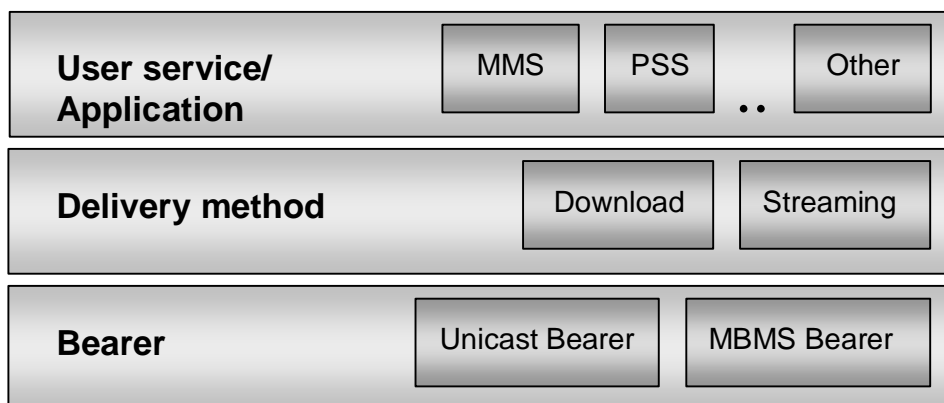 User service/
Application
MMS
PSS
..
Other
Delivery method
Download
Streaming
Bearer
Unicast Bearer
MBMS Bearer